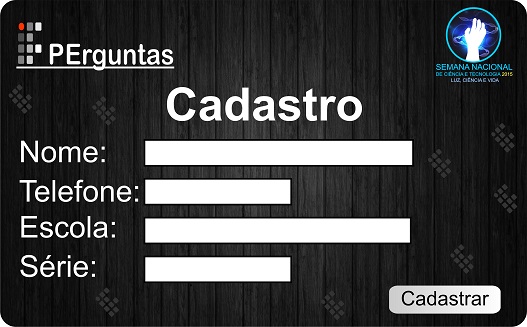 PErguntas
SEMANA NACIONAL
DE CIÊNCIA E TECNOLOGIA 2015
LUZ, CIÊNCIA E VIDA
Cadastro
Nome:
Telefone:
Escola:
Série:
Cadastrar